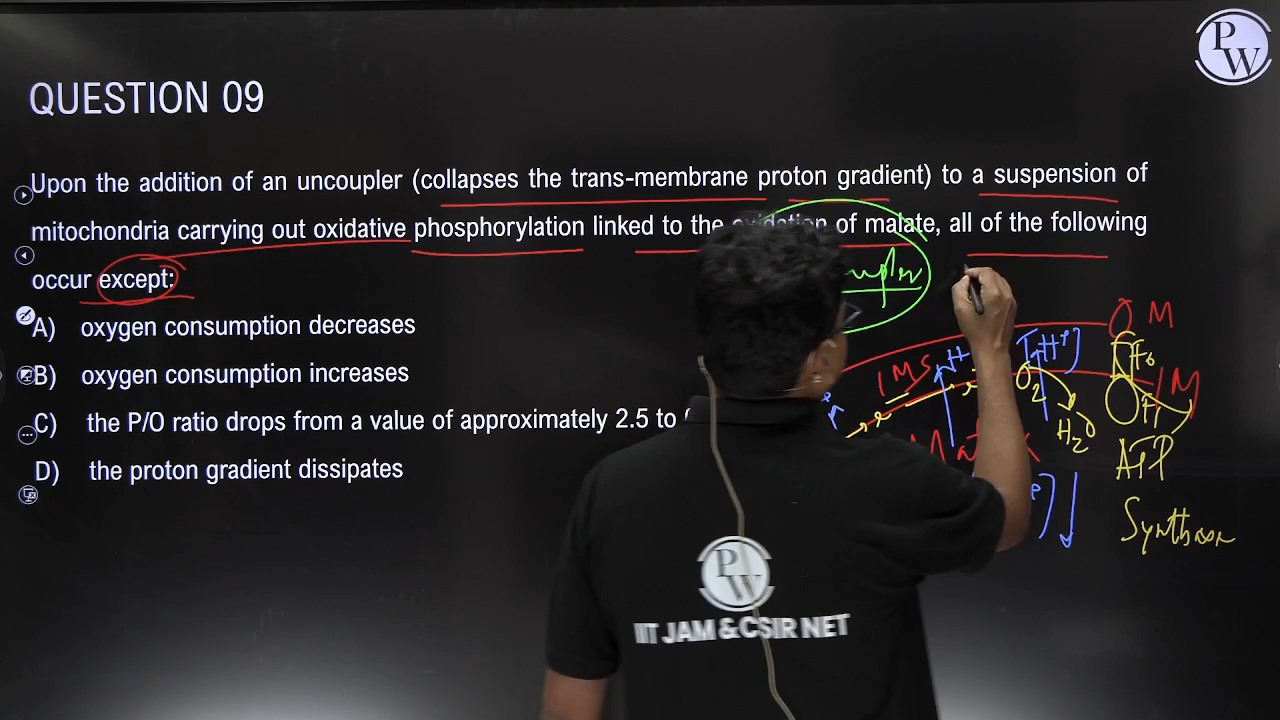 PW
QUESTION 09
Upon the addition of an uncoupler (collapses the trans-membrane proton gradient) to a suspension of
mitochondria carrying out oxidative phosphorylation linked to the oxidation of malate, all of the following
occur except:
A) oxygen consumption decreases
B) oxygen consumption increases
C) the P/O ratio drops from a value of approximately 2.5 to
D) the proton gradient dissipates
OM
IMS
[H⊕]
O2
H2O
IM
ATP
Synthase
PW
IIT JAM & CSIR NET